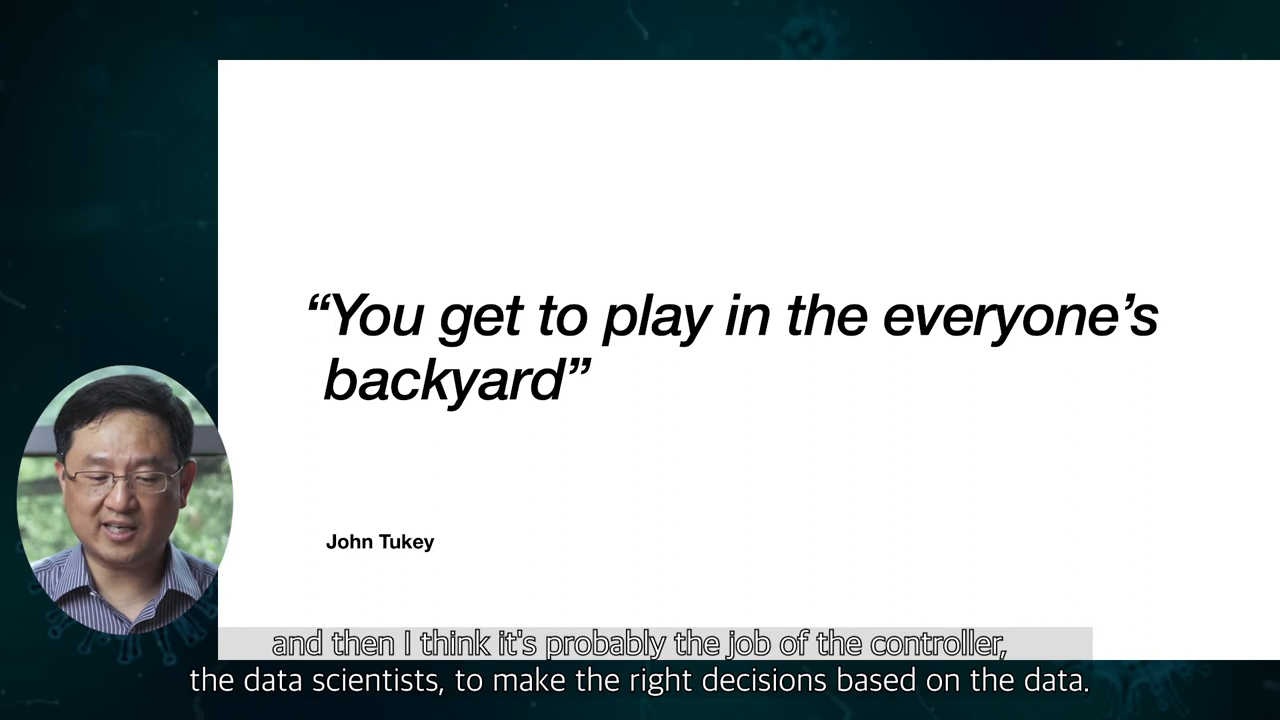 “You get to play in the everyone’s
backyard”
John Tukey
and then I think it's probably the job of the controller,
the data scientists, to make the right decisions based on the data.